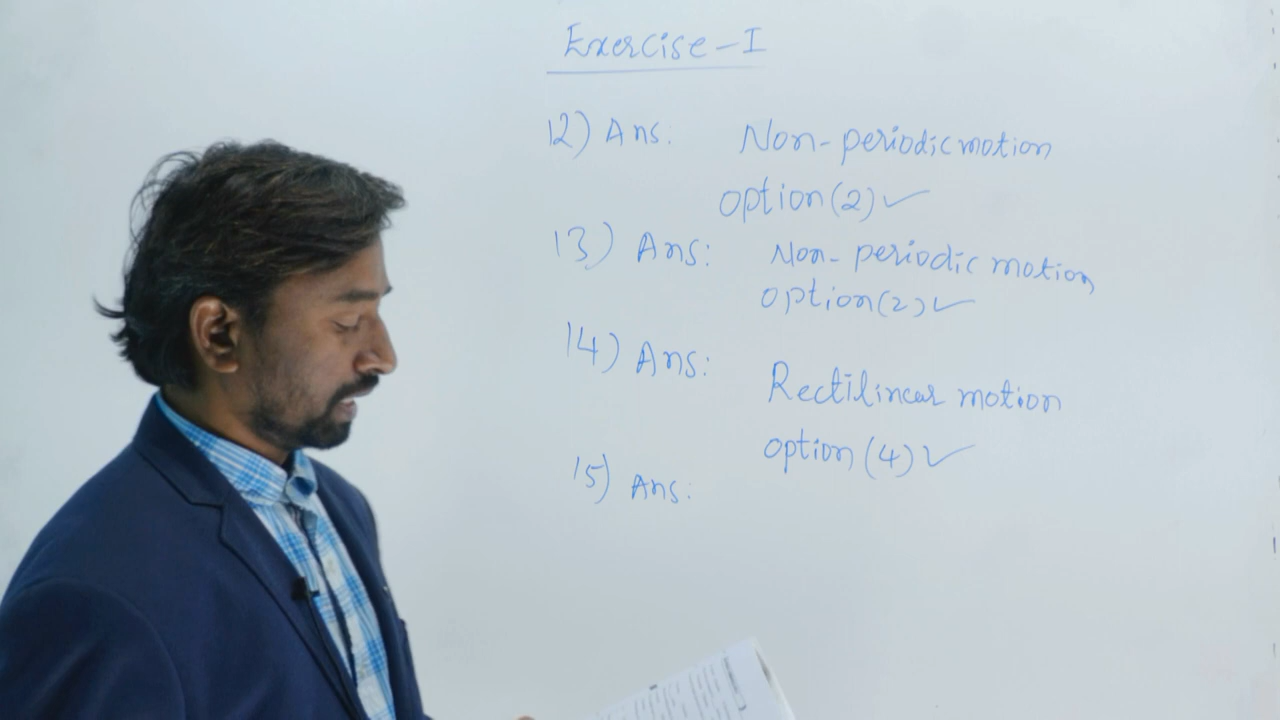 Exercise-I
12) Ans. Non-periodic motion
option(2)✓
13) Ans: Non-periodic motion
option(2)✓
14) Ans:
Rectilinear motion
option(4)✓
15) Ans: